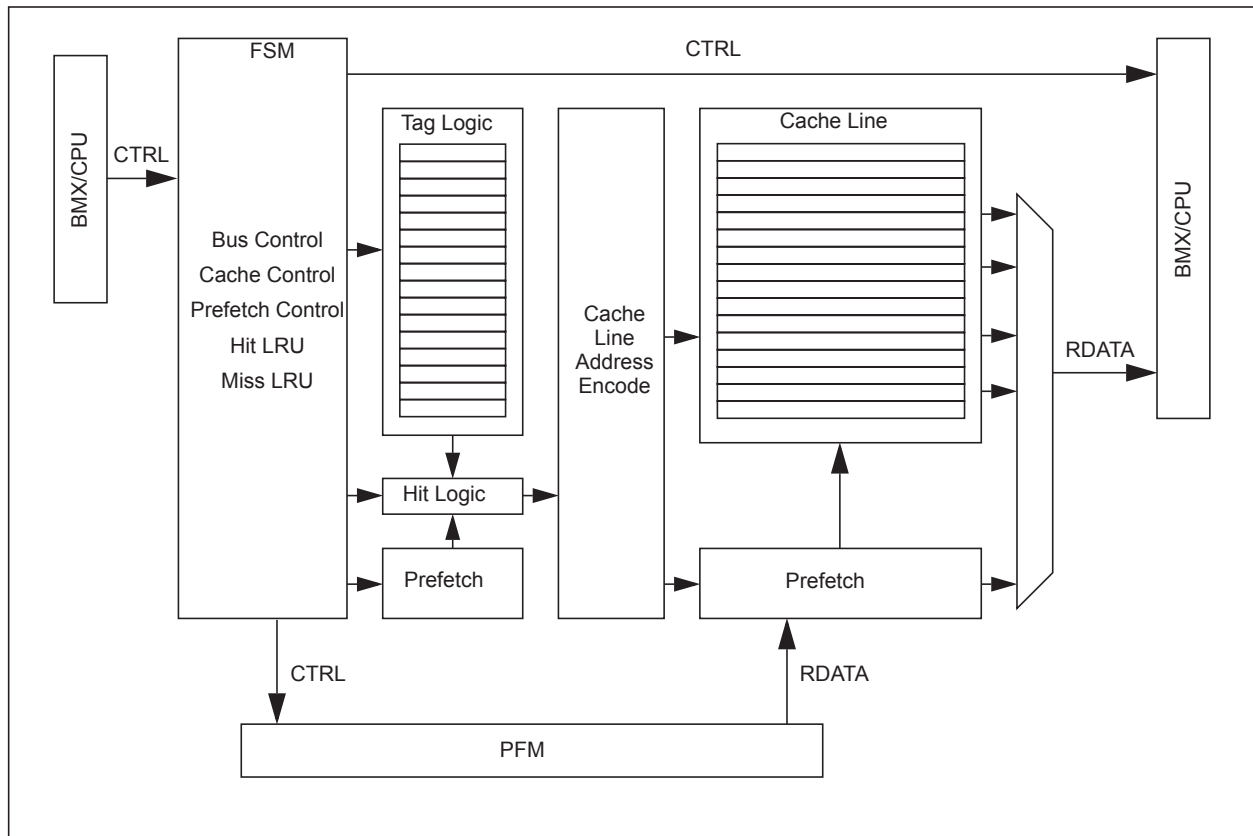 FSM
CTRL
BMX/CPU
CTRL
Tag Logic
Cache Line
BMX/CPU
Bus Control
Cache Control
Prefetch Control
Hit LRU
Miss LRU
Cache
Line
Address
Encode
RDATA
Hit Logic
Prefetch
Prefetch
CTRL
RDATA
PFM